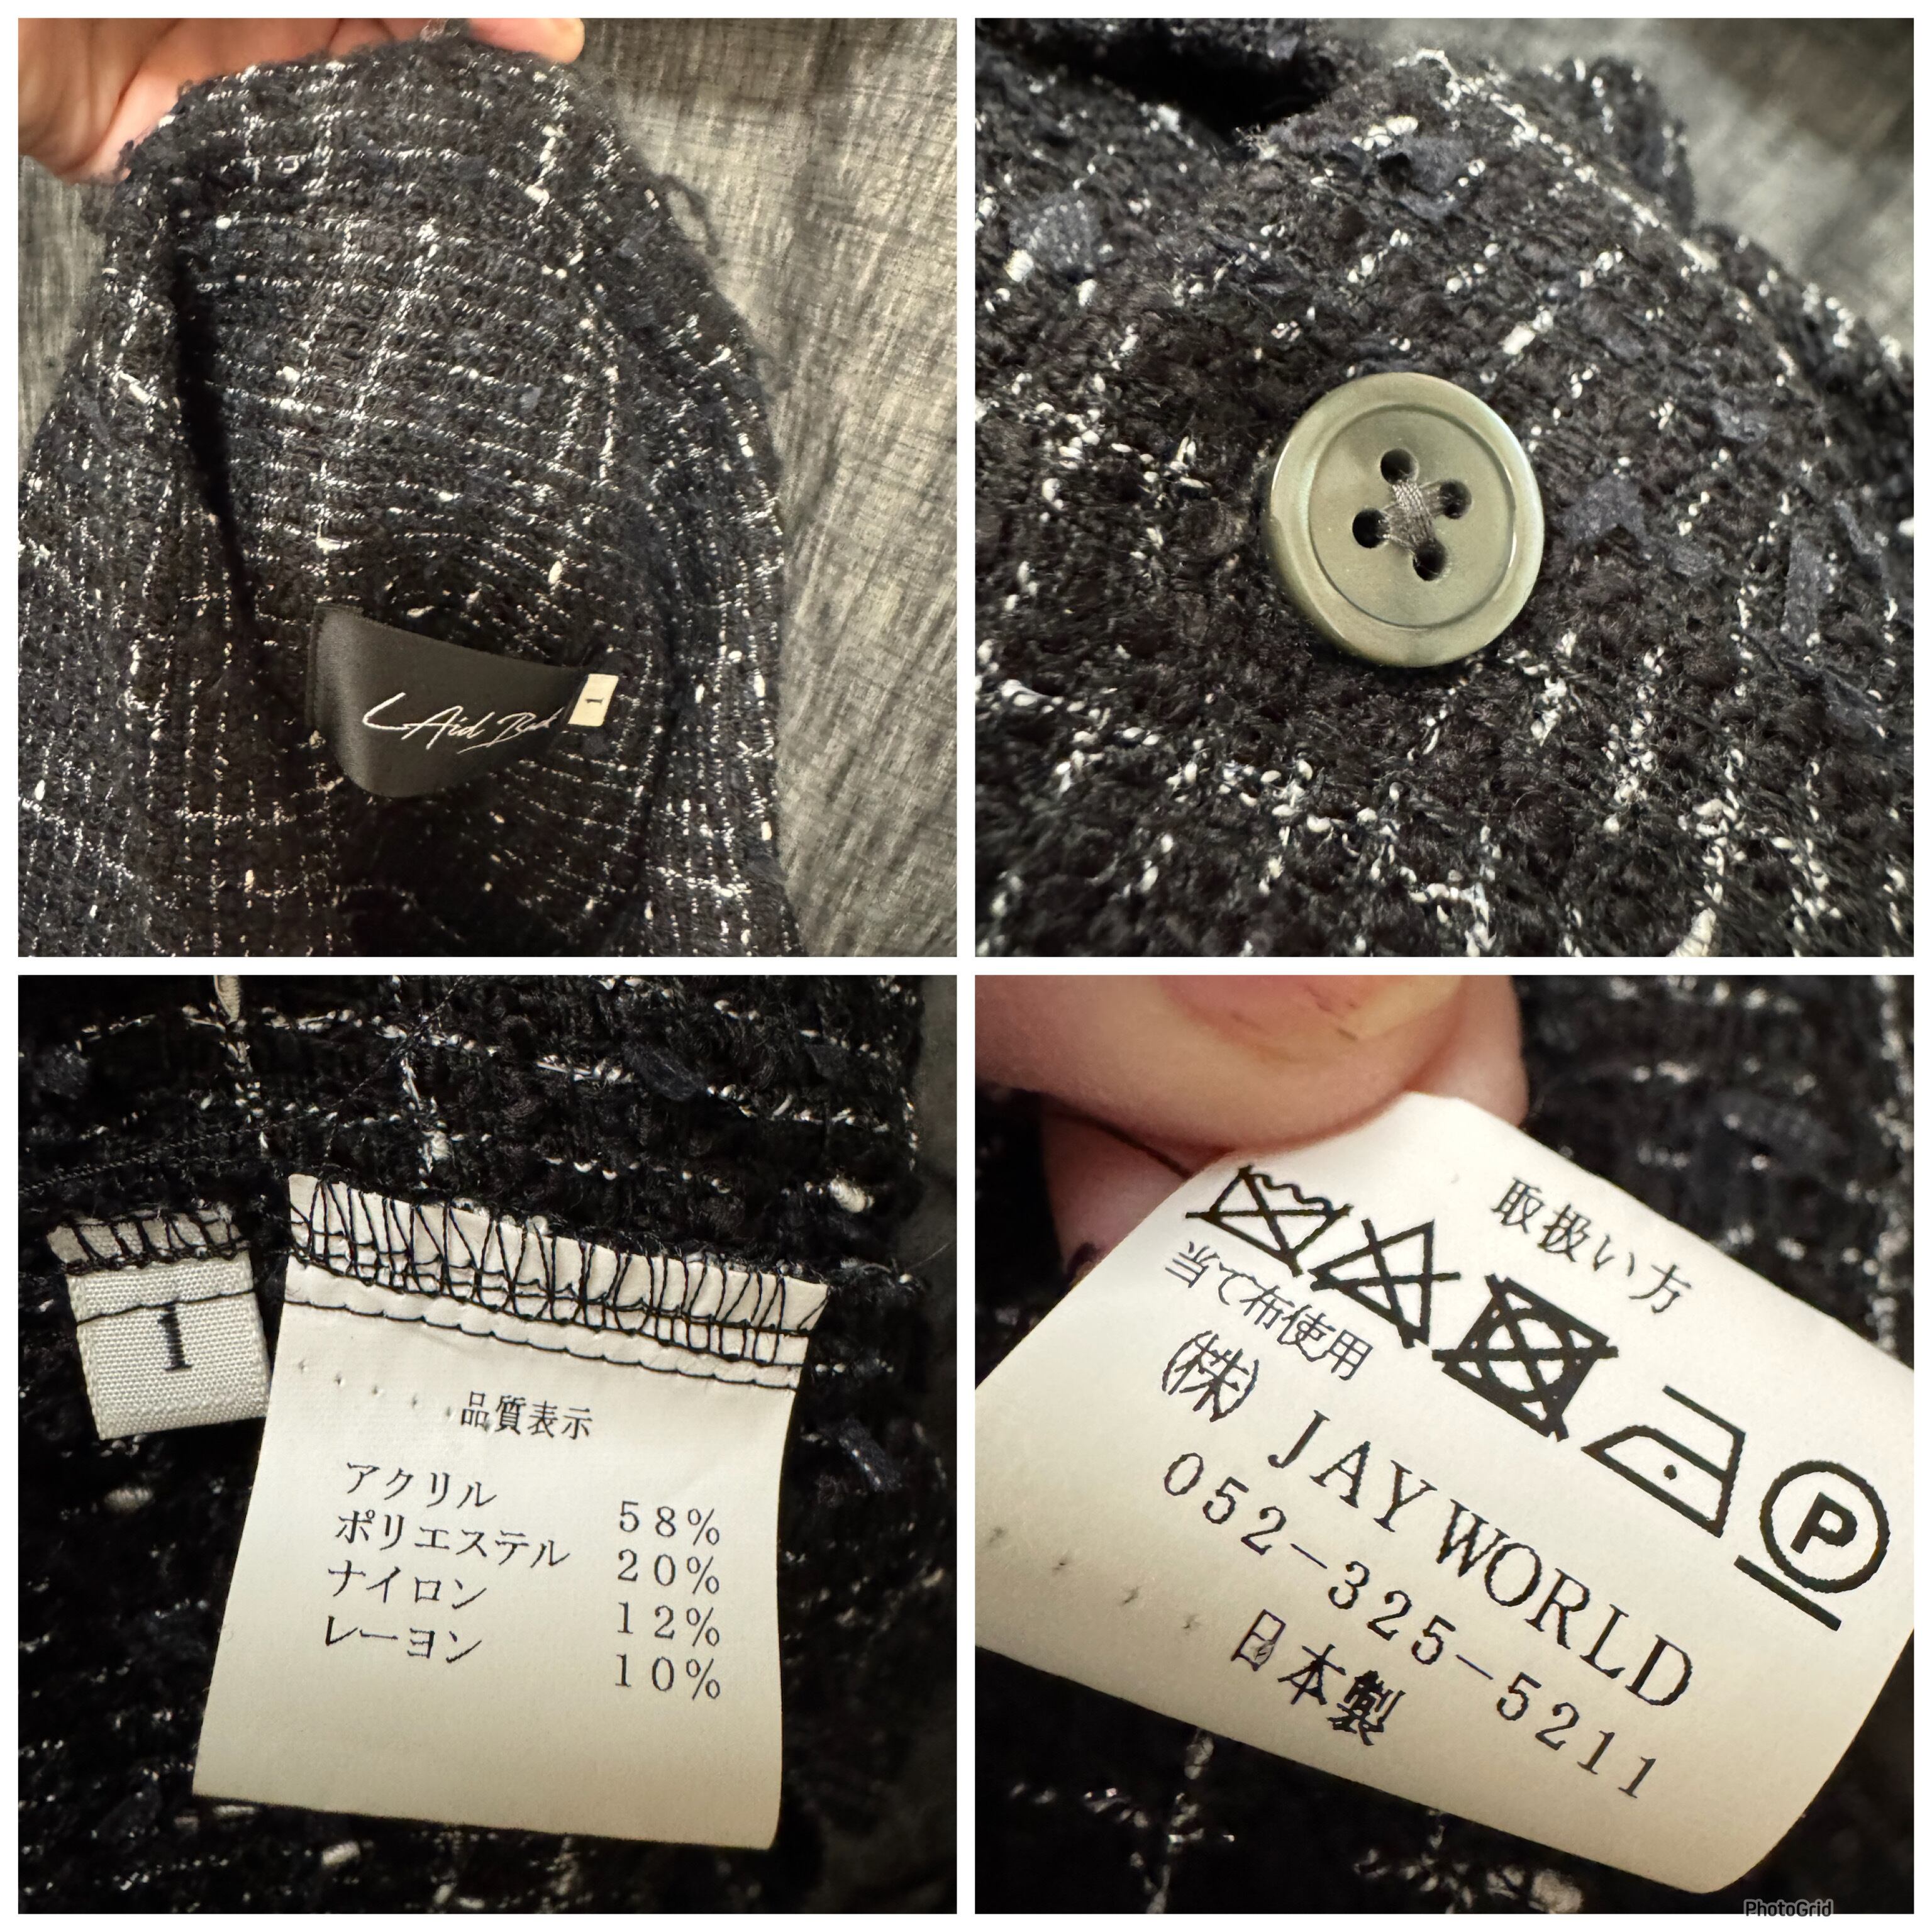 LAid Back
1
1
品質表示
アクリル 58%
ポリエステル 20%
ナイロン 12%
レーヨン 10%
取扱い方
P
当て布使用
(株) JAY WORLD
052-325-5211
日本製
PhotoGrid